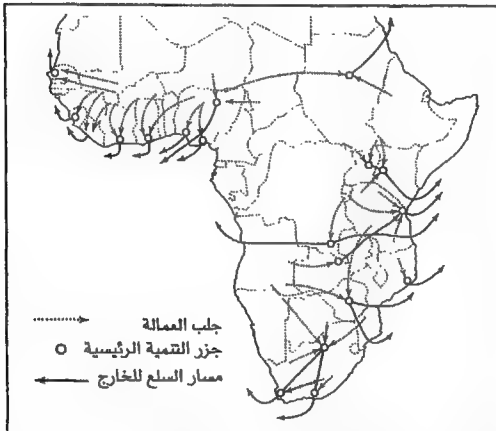 جلب العمالة
جزر التنمية الرئيسية
مسار السلع للخارج